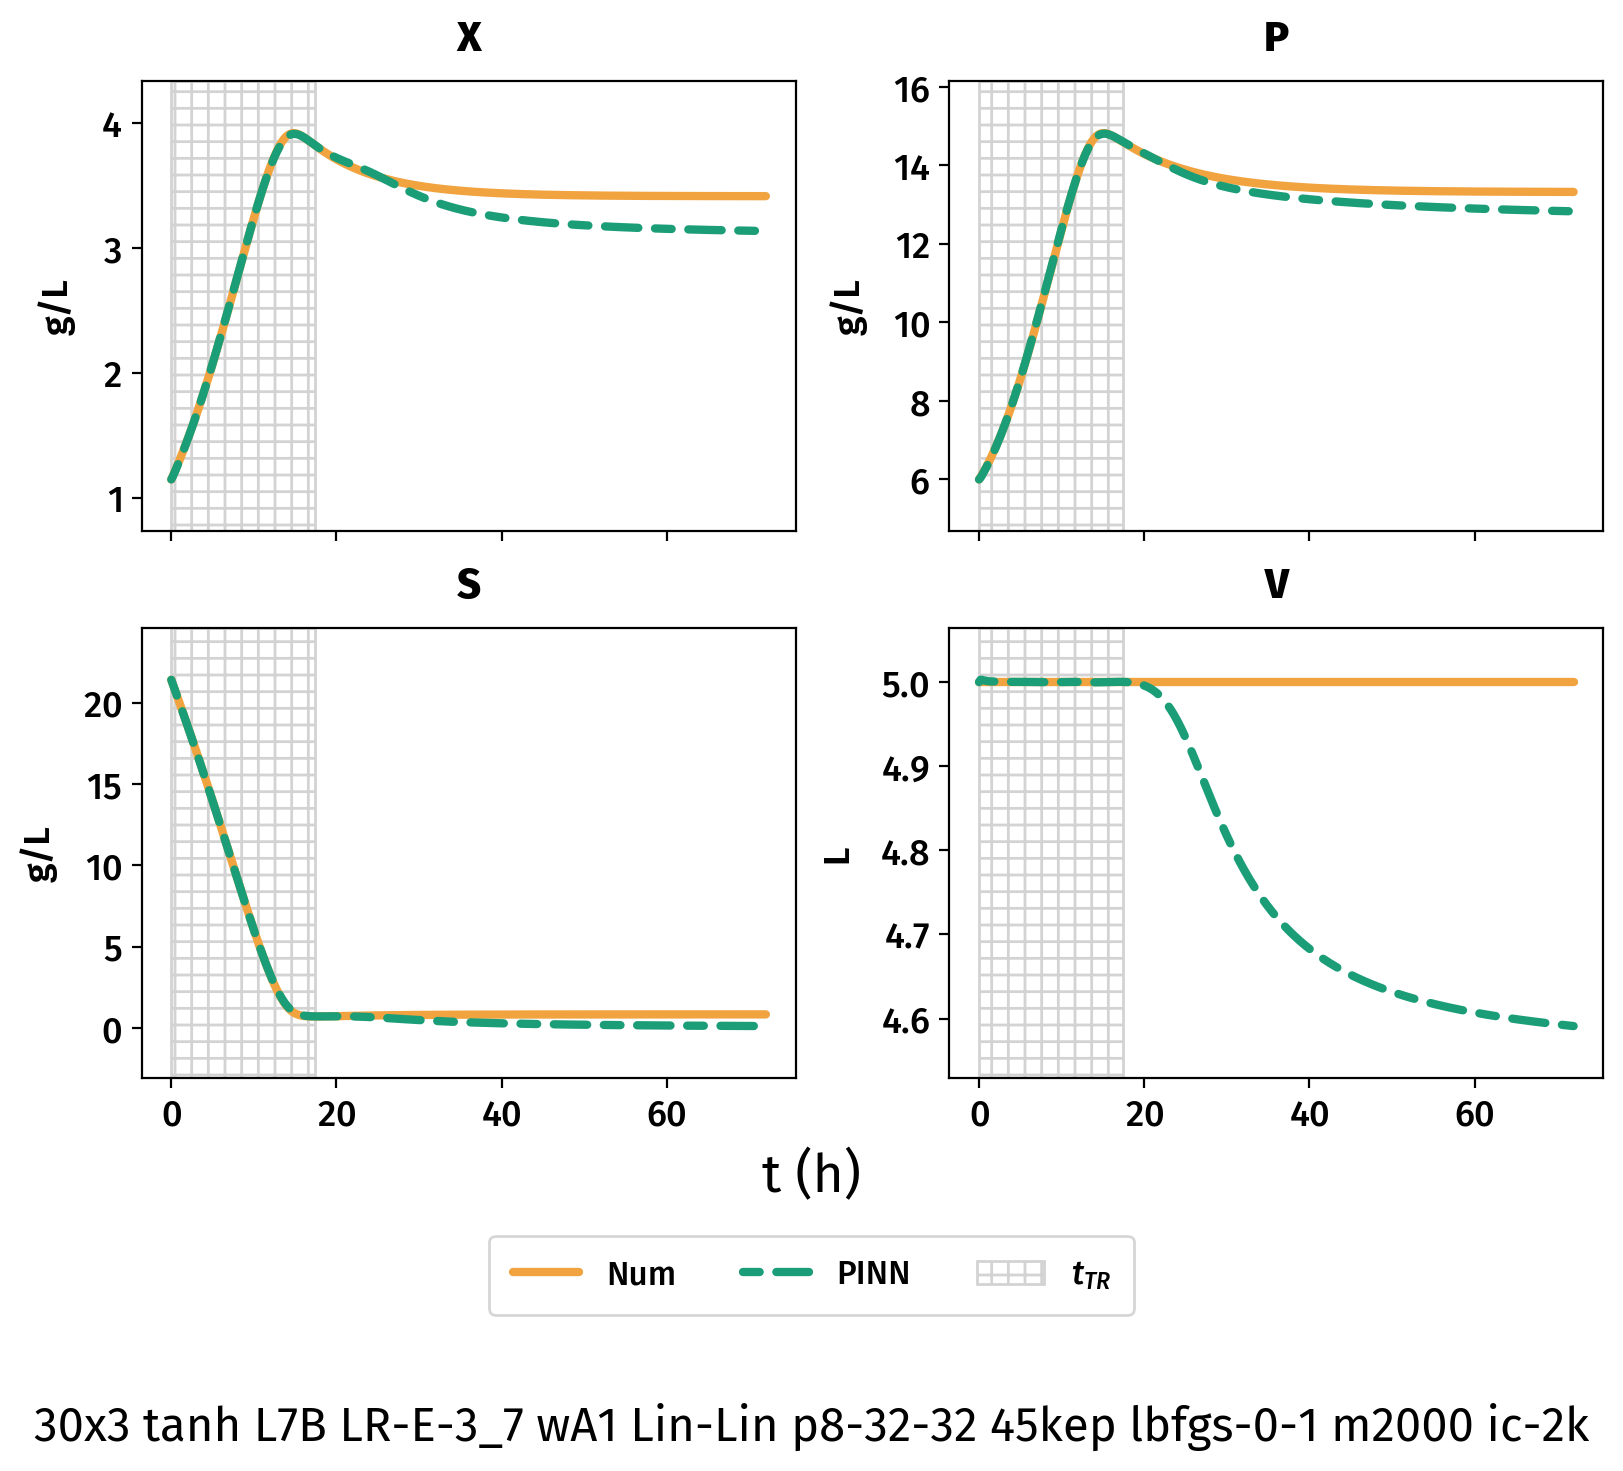 X
4
3
2
1
g/L
P
16
14
12
10
8
6
g/L
S
20
15
10
5
0
g/L
0 20 40 60
V
5.0
4.9
4.8
4.7
4.6
L
0 20 40 60
t (h)
Num PINN t_TR
30x3 tanh L7B LR-E-3_7 wA1 Lin-Lin p8-32-32 45kep lbfgs-0-1 m2000 ic-2k